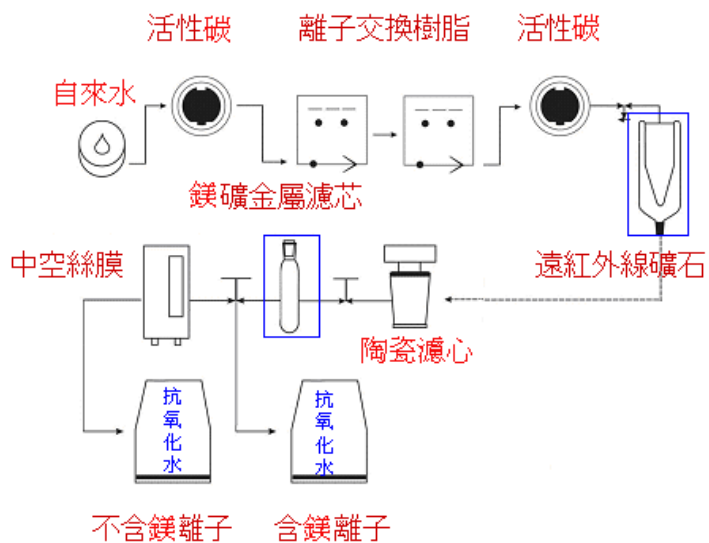 活性碳
離子交換樹脂
活性碳
自來水
鎂礦金屬濾芯
中空絲膜
遠紅外線礦石
陶瓷濾心
抗氧化水
抗氧化水
不含鎂離子
含鎂離子